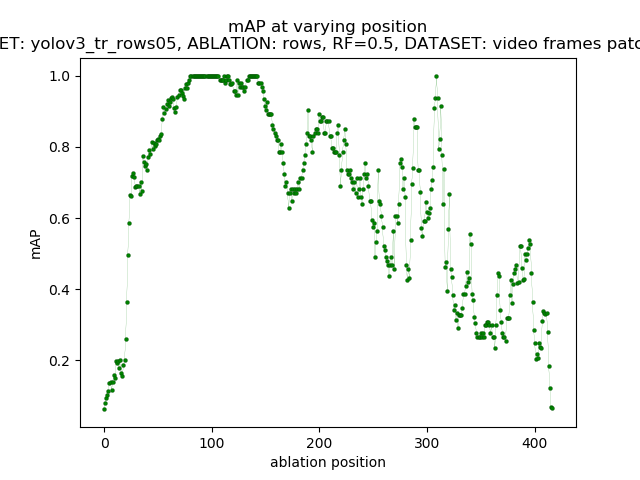 mAP at varying position
ET: yolov3_tr_rows05, ABLATION: rows, RF=0.5, DATASET: video frames patc
1.0
0.8
0.6
0.4
0.2
mAP
0 100 200 300 400
ablation position